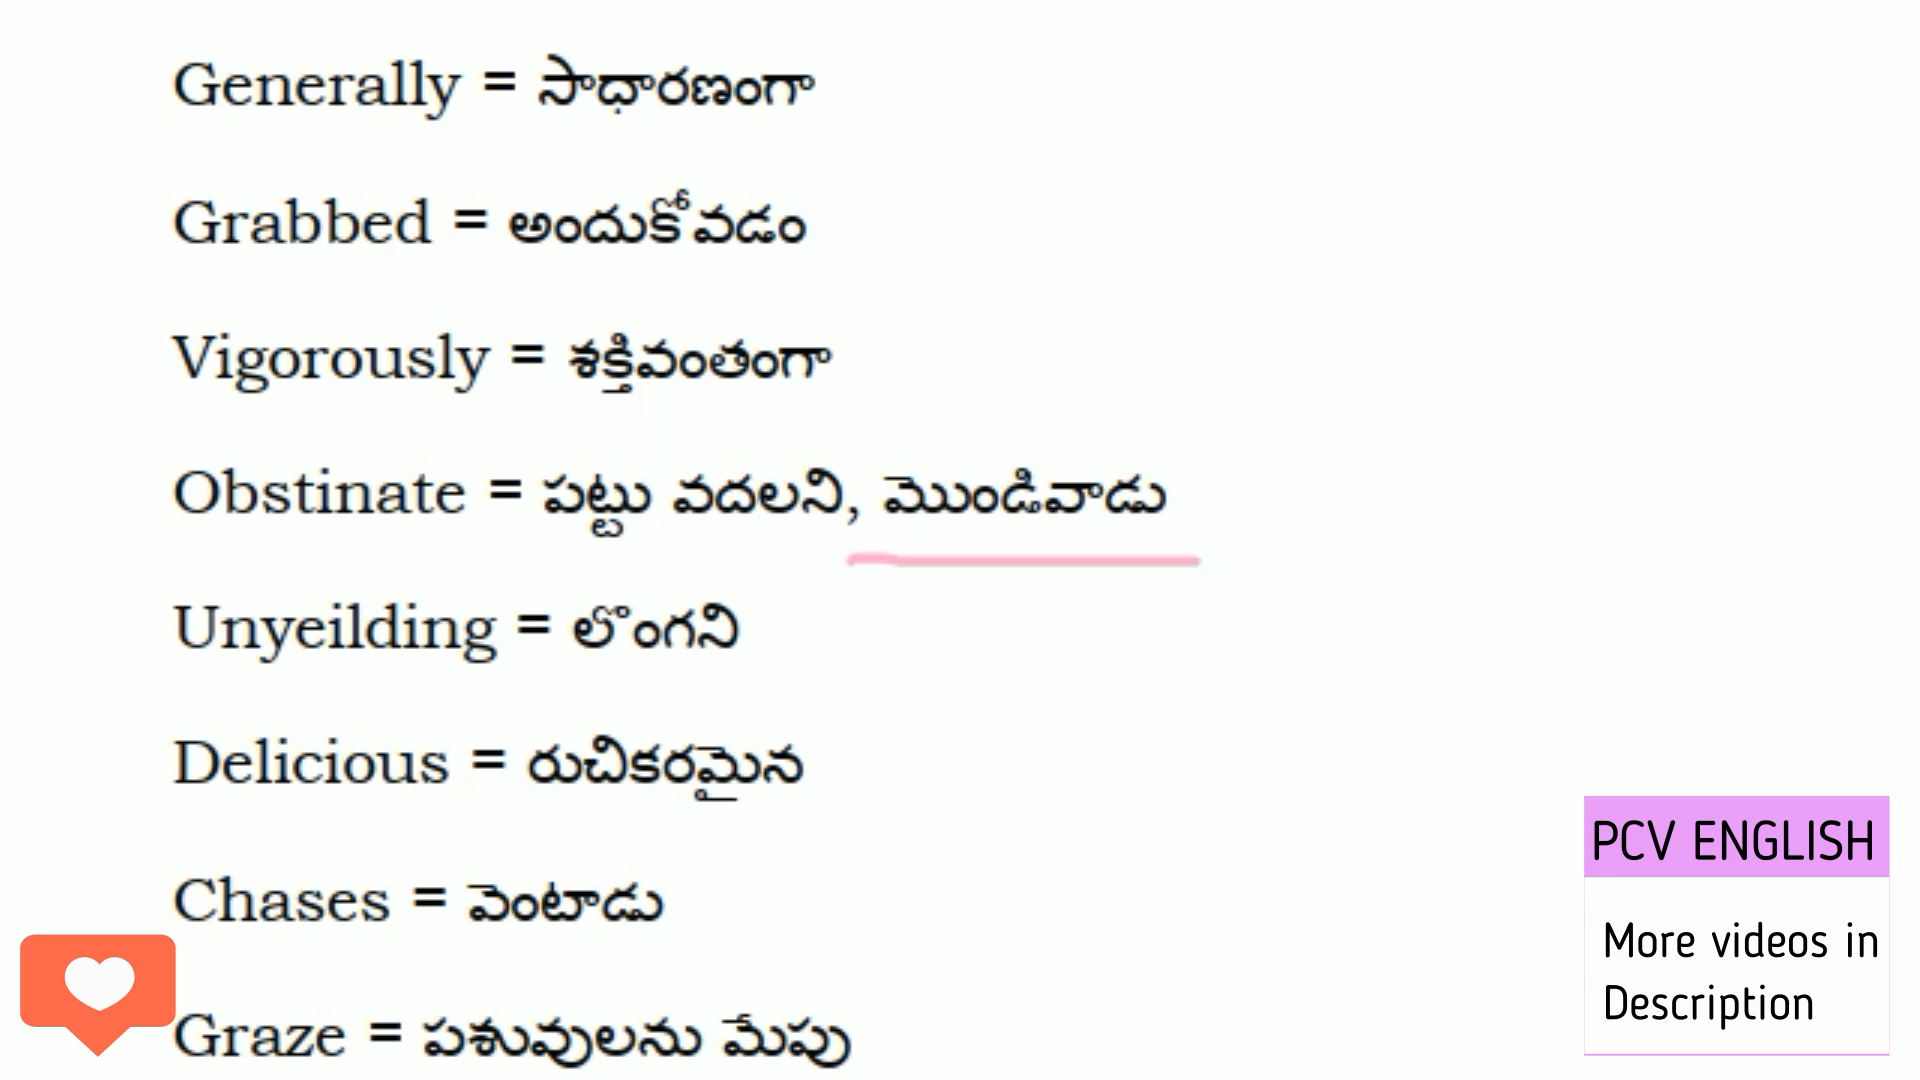 Generally = సాధారణంగా
Grabbed = అందుకోవడం
Vigorously = శక్తివంతంగా
Obstinate = పట్టు వదలని, మొండివాడు
Unyeilding = లొంగని
Delicious = రుచికరమైన
Chases = వెంటాడు
Graze = పశువులను మేపు
PCV ENGLISH
More videos in
Description